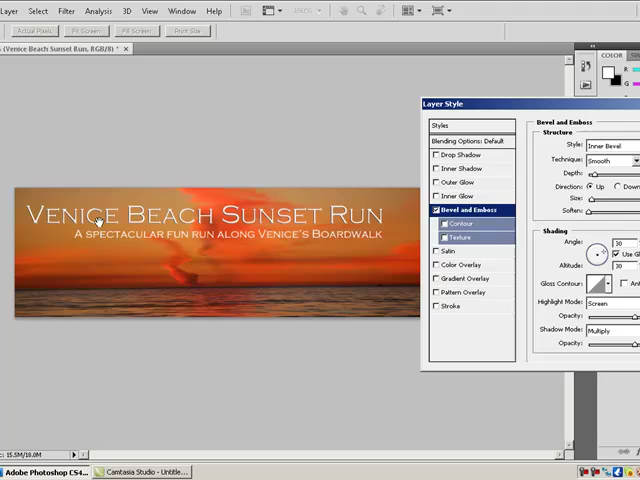 Layer Select Filter Analysis 3D View Window Help
Actual Pixels Fit Screen Fill Screen Print Size
(Venice Beach Sunset Run, RGB/8) * ×
COLOR
R
G
Layer Style
Styles
Blending Options: Default
Drop Shadow
Inner Shadow
Outer Glow
Inner Glow
Bevel and Emboss
Contour
Texture
Satin
Color Overlay
Gradient Overlay
Pattern Overlay
Stroke
Bevel and Emboss
Structure
Style: Inner Bevel
Technique: Smooth
Depth:
Direction: Up Down
Size:
Soften:
Shading
Angle: 30
Use Gl
Altitude: 30
Gloss Contour: Ant
Highlight Mode: Screen
Opacity:
Shadow Mode: Multiply
Opacity:
Venice Beach Sunset Run
A spectacular fun run along Venice's Boardwalk
15.5M/18.0M
Adobe Photoshop CS4... Camtasia Studio - Untitle...